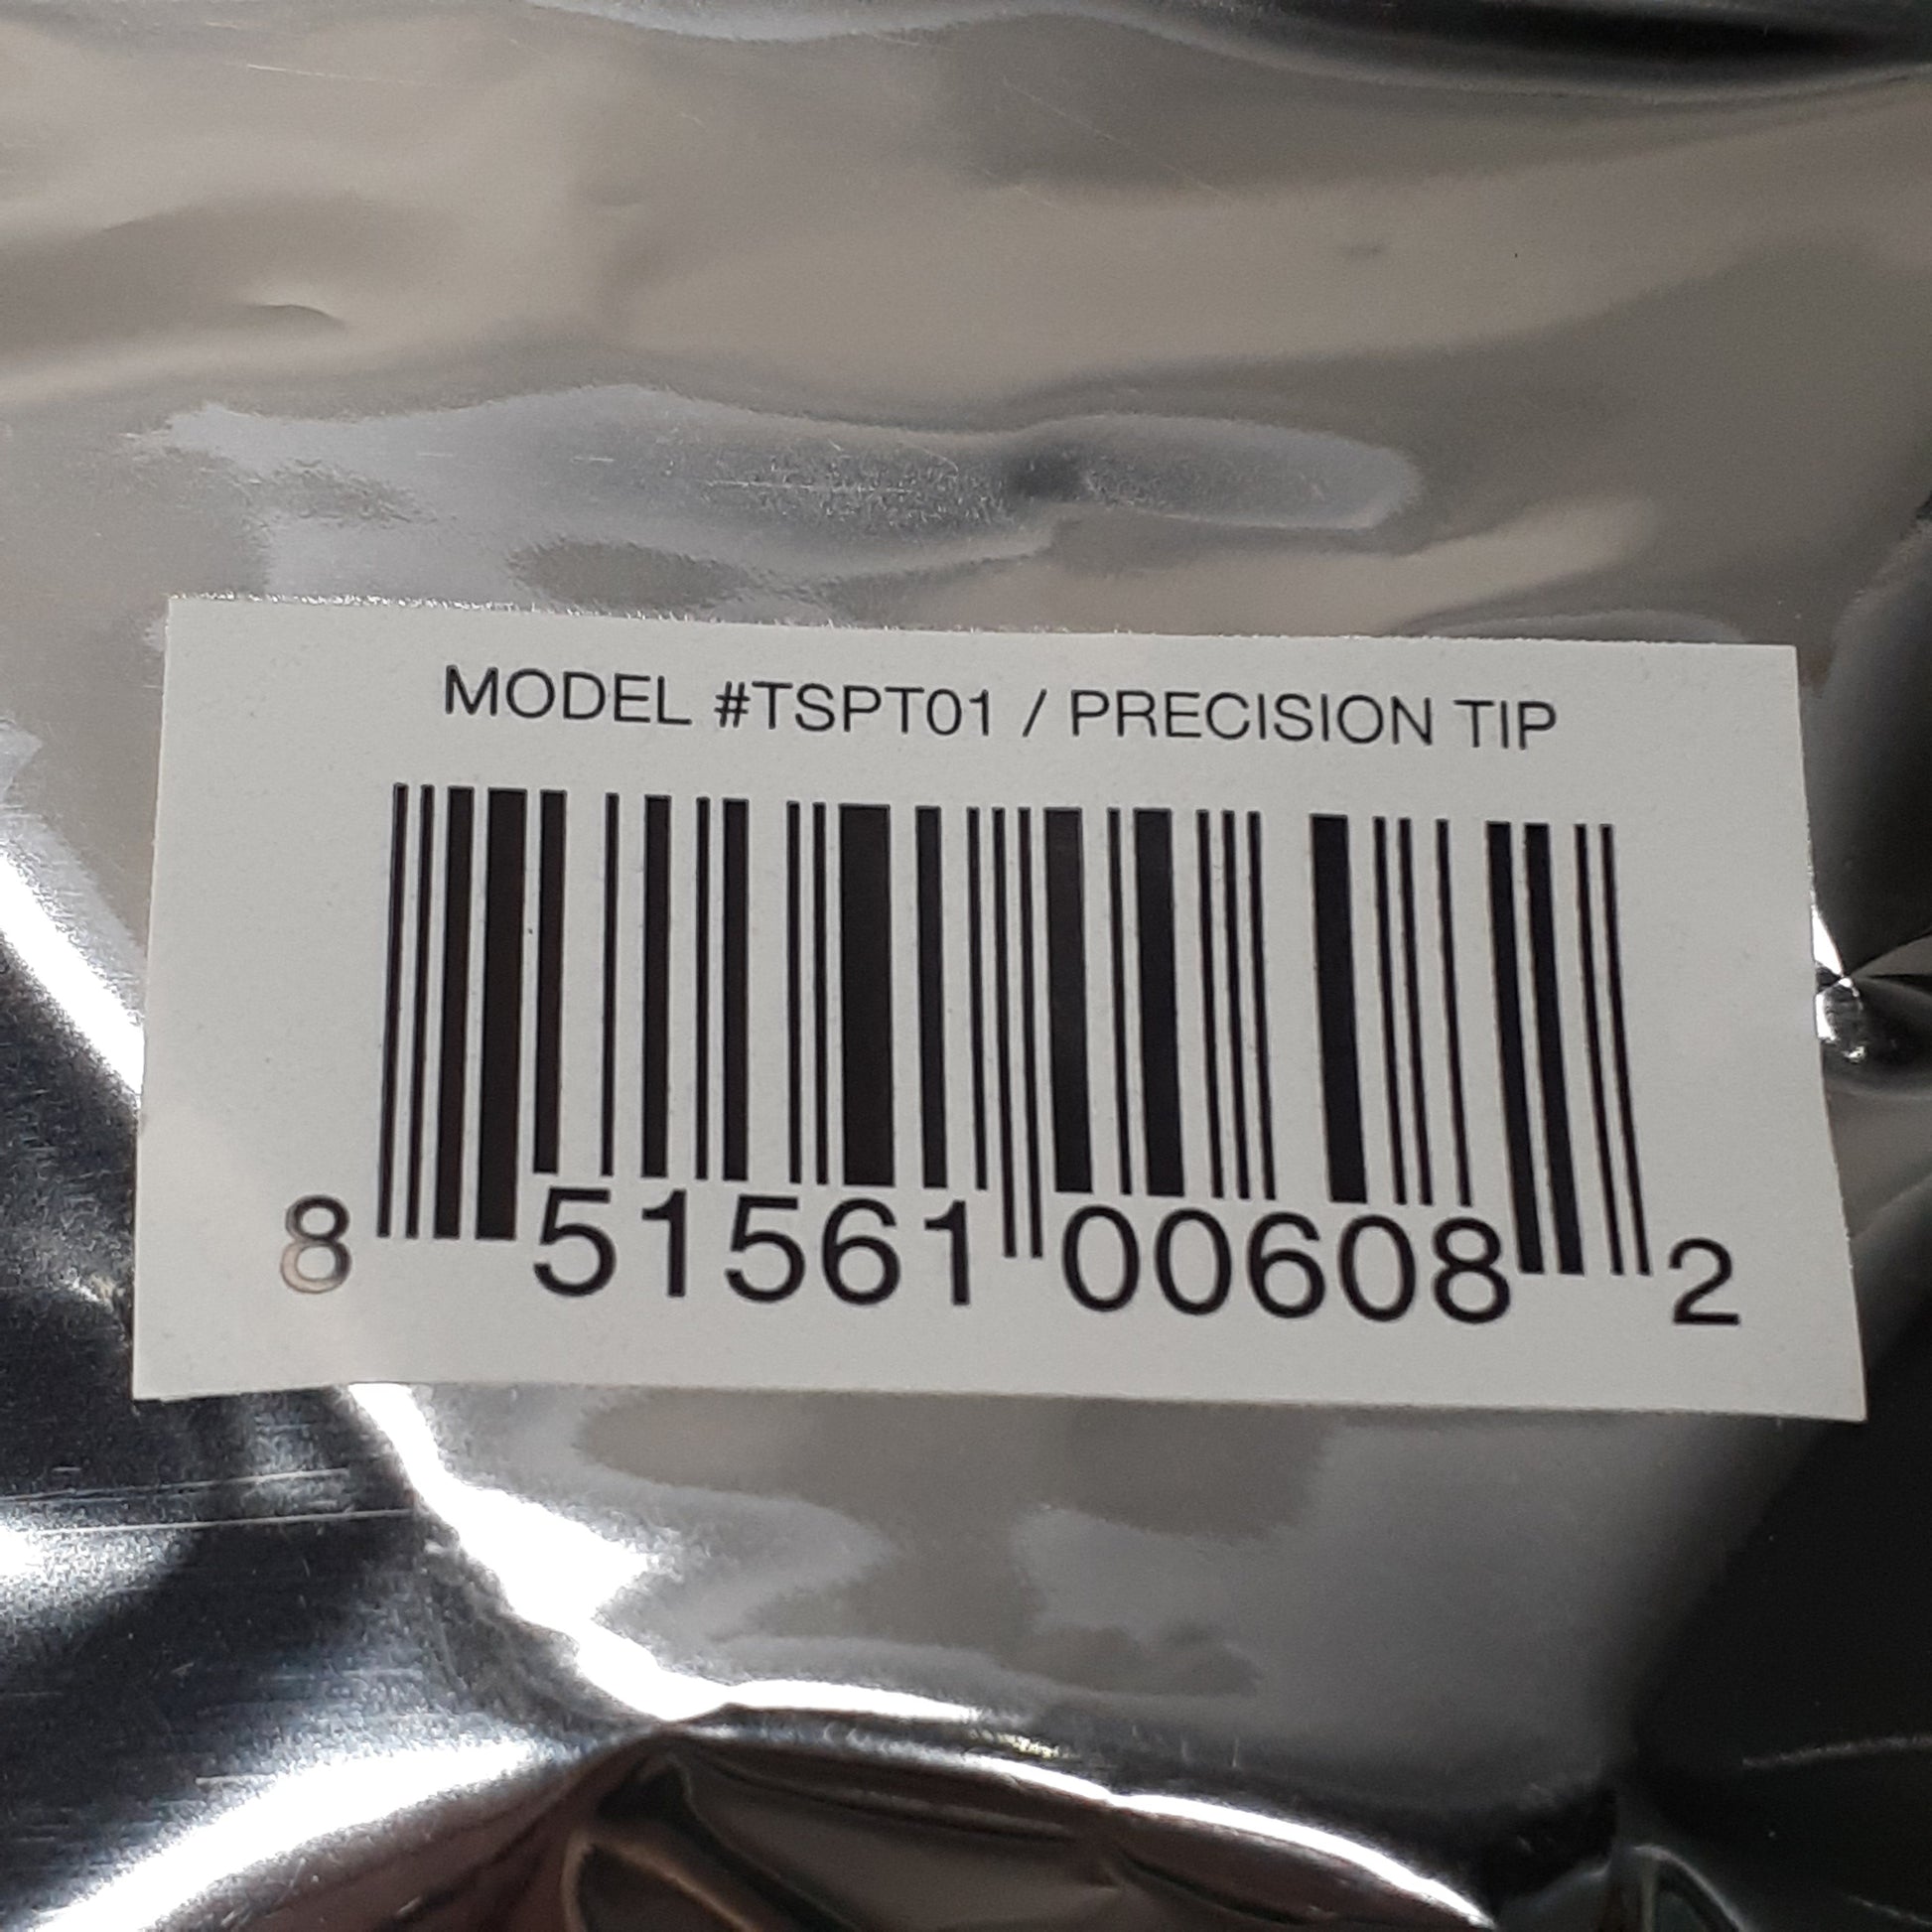 MODEL #TSPT01 / PRECISION TIP
8 51561 00608 2